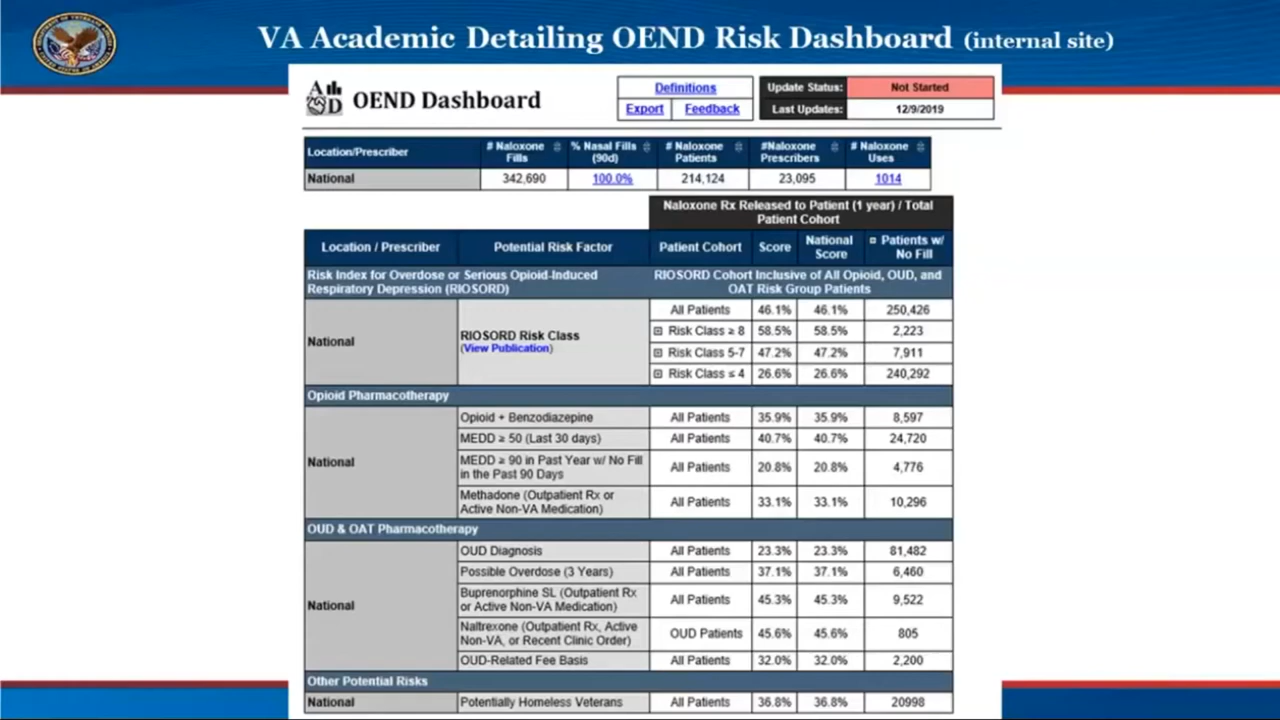 VA Academic Detailing OEND Risk Dashboard (internal site)
OEND Dashboard
Definitions
Export Feedback
Update Status: Not Started
Last Updates: 12/9/2019
Location/Prescriber # Naloxone Fills % Nasal Fills (90d) # Naloxone Patients #Naloxone Prescribers # Naloxone Uses
National 342,690 100.0% 214,124 23,095 1014
Naloxone Rx Released to Patient (1 year) / Total
Patient Cohort
Location / Prescriber Potential Risk Factor Patient Cohort Score National Score Patients w/ No Fill
Risk Index for Overdose or Serious Opioid-Induced
Respiratory Depression (RIOSORD)
RIOSORD Cohort Inclusive of All Opioid, OUD, and
OAT Risk Group Patients
National
RIOSORD Risk Class
(View Publication)
All Patients 46.1% 46.1% 250,426
Risk Class ≥ 8 58.5% 58.5% 2,223
Risk Class 5-7 47.2% 47.2% 7,911
Risk Class ≤ 4 26.6% 26.6% 240,292
Opioid Pharmacotherapy
National
Opioid + Benzodiazepine All Patients 35.9% 35.9% 8,597
MEDD ≥ 50 (Last 30 days) All Patients 40.7% 40.7% 24,720
MEDD ≥ 90 in Past Year w/ No Fill
in the Past 90 Days All Patients 20.8% 20.8% 4,776
Methadone (Outpatient Rx or
Active Non-VA Medication) All Patients 33.1% 33.1% 10,296
OUD & OAT Pharmacotherapy
National
OUD Diagnosis All Patients 23.3% 23.3% 81,482
Possible Overdose (3 Years) All Patients 37.1% 37.1% 6,460
Buprenorphine SL (Outpatient Rx
or Active Non-VA Medication) All Patients 45.3% 45.3% 9,522
Naltrexone (Outpatient Rx, Active
Non-VA, or Recent Clinic Order) OUD Patients 45.6% 45.6% 805
OUD-Related Fee Basis All Patients 32.0% 32.0% 2,200
Other Potential Risks
National Potentially Homeless Veterans All Patients 36.8% 36.8% 20998